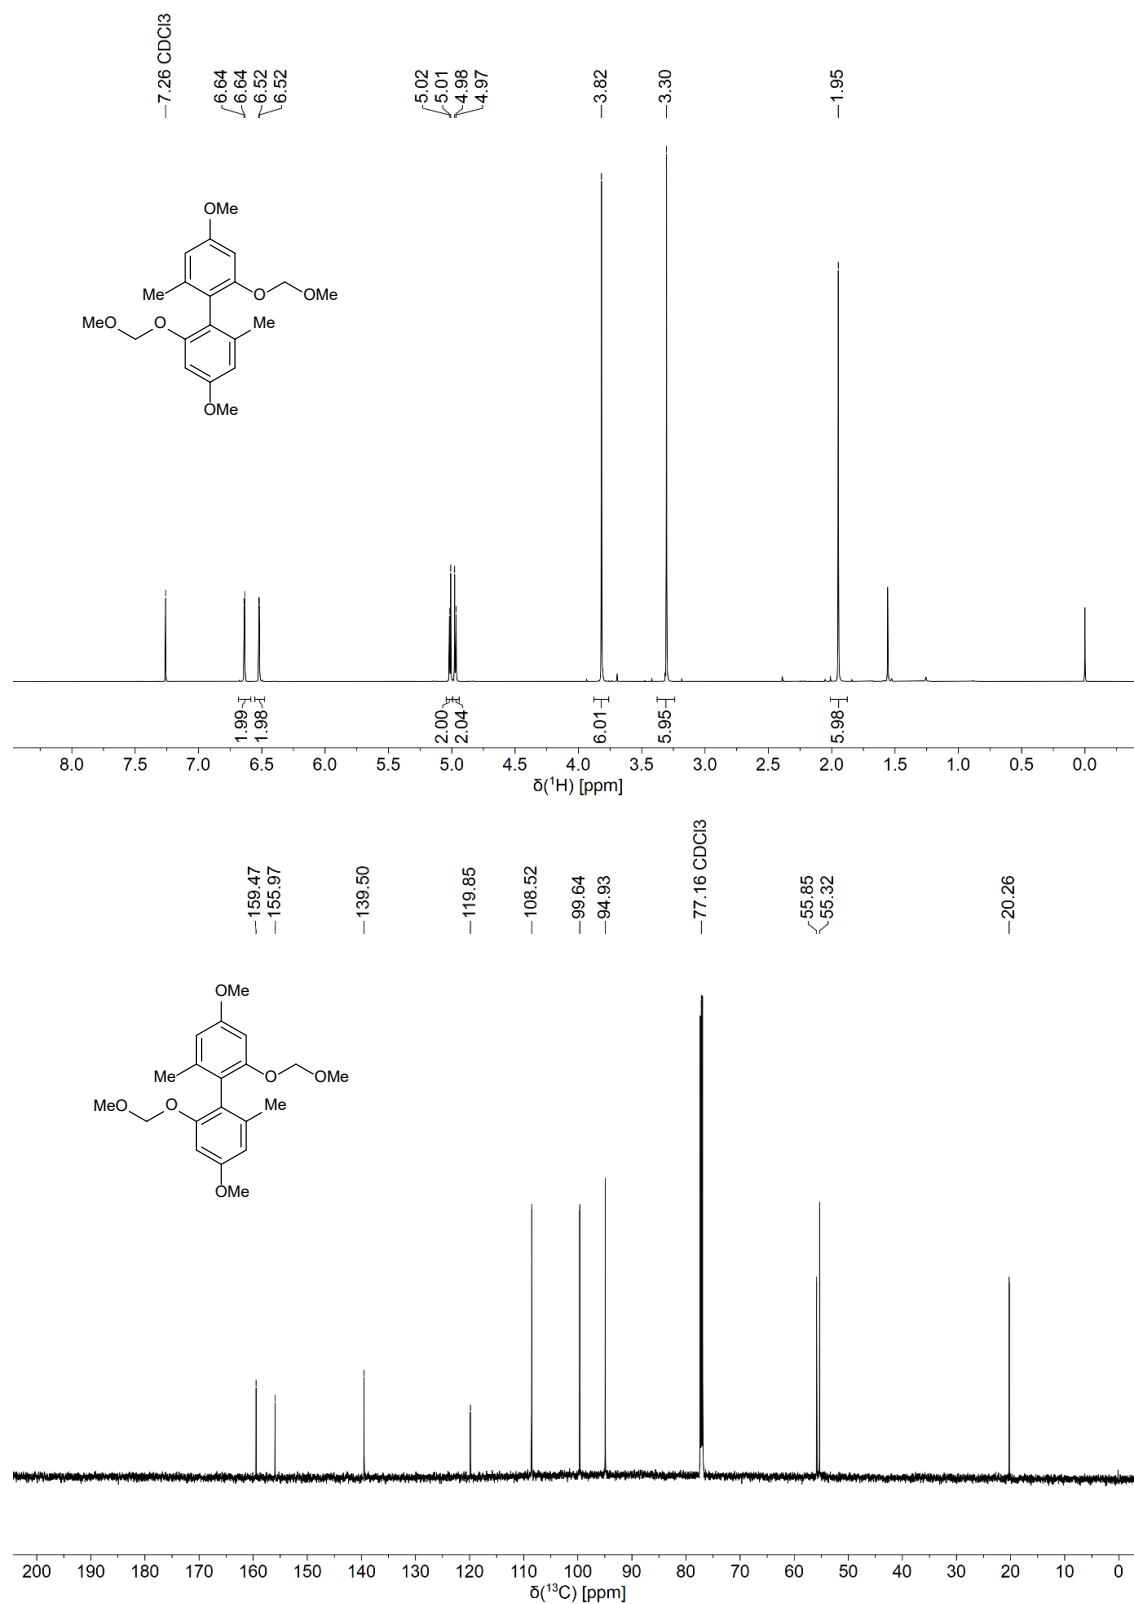 7.26 CDCl3
6.64
6.64
6.52
6.52
5.02
5.01
4.98
4.97
3.82
3.30
1.95
OMe
Me
O
OMe
MeO
O
Me
OMe
1.99
1.98
2.00
2.04
6.01
5.95
5.98
8.0 7.5 7.0 6.5 6.0 5.5 5.0 4.5 4.0 3.5 3.0 2.5 2.0 1.5 1.0 0.5 0.0
δ(¹H) [ppm]
159.47
155.97
139.50
119.85
108.52
99.64
94.93
77.16 CDCl3
55.85
55.32
20.26
OMe
Me
O
OMe
MeO
O
Me
OMe
200 190 180 170 160 150 140 130 120 110 100 90 80 70 60 50 40 30 20 10 0
δ(¹³C) [ppm]